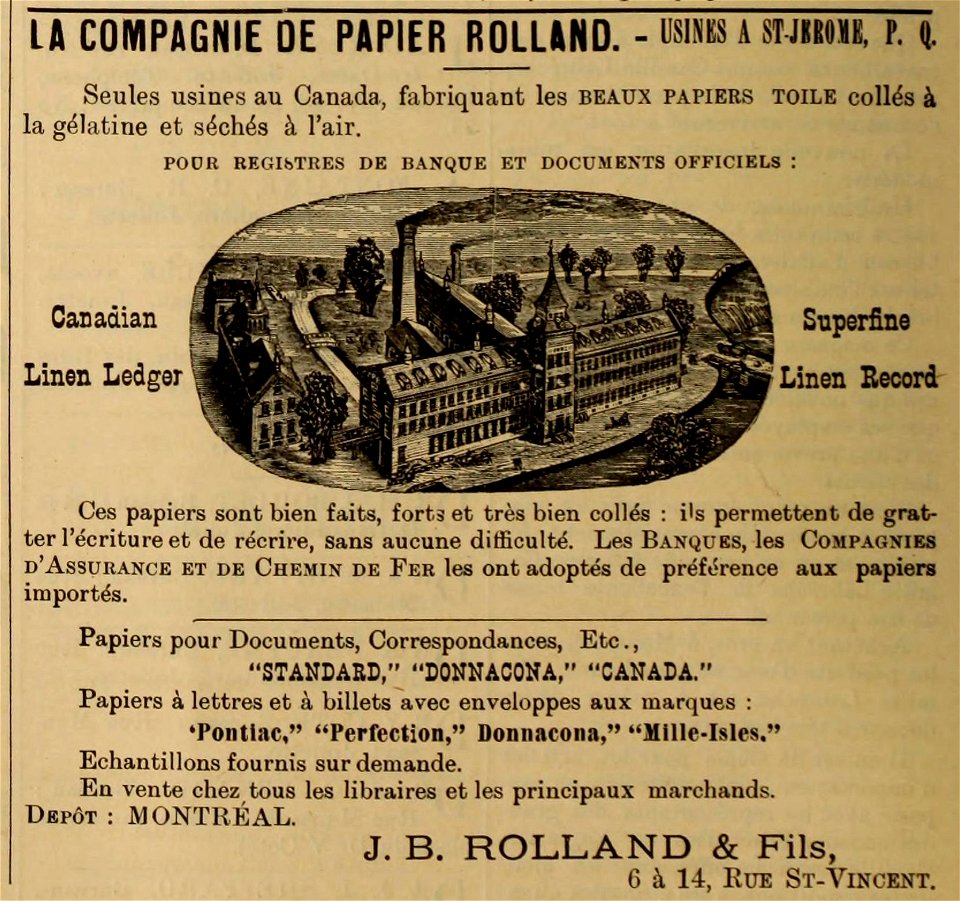 LA COMPAGNIE DE PAPIER ROLLAND. - USINES A ST-JEROME, P. Q.
Seules usines au Canada, fabriquant les BEAUX PAPIERS TOILE collés à
la gélatine et séchés à l'air.
POUR REGISTRES DE BANQUE ET DOCUMENTS OFFICIELS :
Canadian
Linen Ledger
Superfine
Linen Record
Ces papiers sont bien faits, forts et très bien collés : ils permettent de grat-
ter l'écriture et de récrire, sans aucune difficulté. Les BANQUES, les COMPAGNIES
D'ASSURANCE ET DE CHEMIN DE FER les ont adoptés de préférence aux papiers
importés.
Papiers pour Documents, Correspondances, Etc.,
"STANDARD," "DONNACONA," "CANADA."
Papiers à lettres et à billets avec enveloppes aux marques :
'Pontiac," "Perfection," Donnacona," "Mille-Isles."
Echantillons fournis sur demande.
En vente chez tous les libraires et les principaux marchands.
DEPÔT : MONTRÉAL.
J. B. ROLLAND & Fils,
6 à 14, RUE ST-VINCENT.